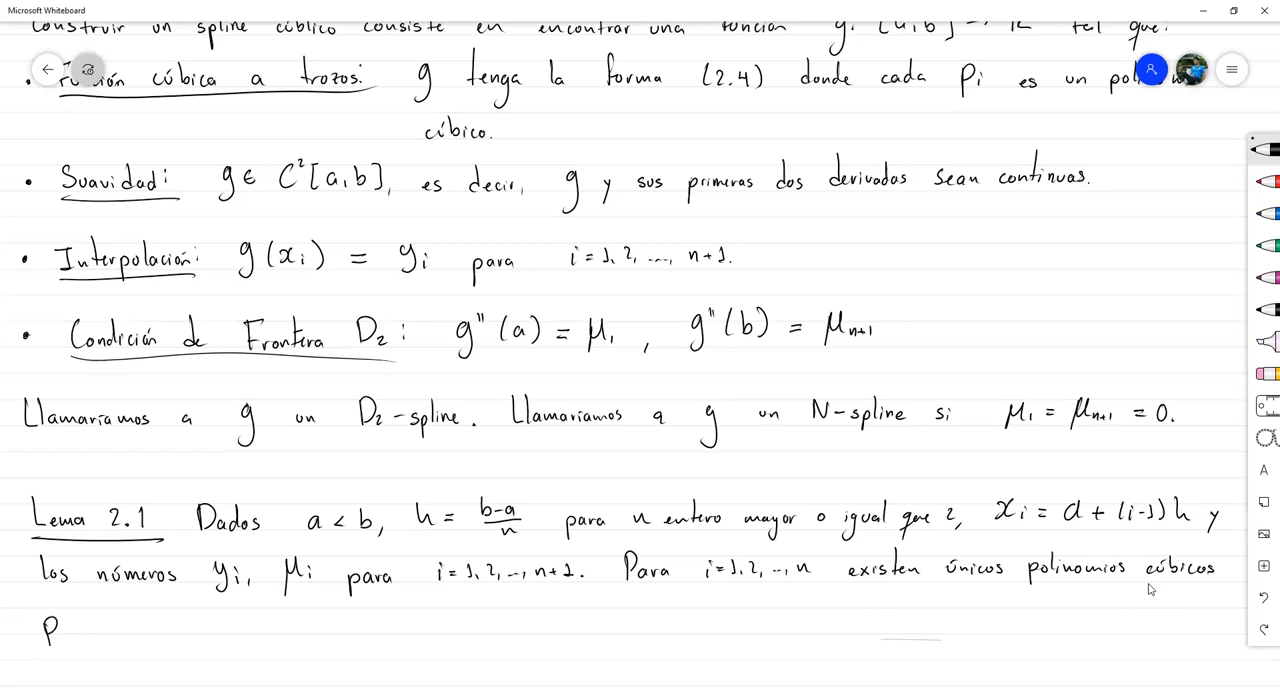 Microsoft Whiteboard
Construir un spline cúbico consiste en encontrar una función g: [a,b] → ℝ tal que:
• Función cúbica a trozos: g tenga la forma (2.4) donde cada pi es un polinomio
cúbico.
• Suavidad: g ∈ C²[a,b], es decir, g y sus primeras dos derivadas sean continuas.
• Interpolación: g(xi) = yi para i = 1, 2, ..., n+1.
• Condición de Frontera D₂: g''(a) = μ₁, g''(b) = μn+1
Llamaríamos a g un D₂-spline. Llamaríamos a g un N-spline si μ₁ = μn+1 = 0.
Lema 2.1 Dados a < b, h = (b-a)/n para n entero mayor o igual que 2, xi = a + (i-1)h y
los números yi, μi para i = 1, 2, ..., n+1. Para i = 1, 2, ..., n existen únicos polinomios cúbicos
P